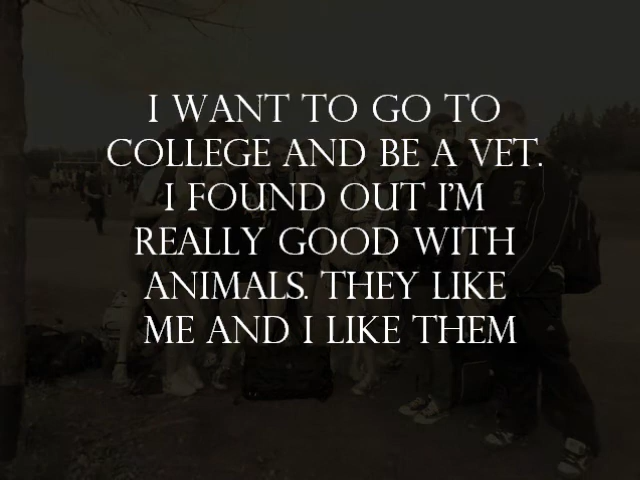 I WANT TO GO TO
COLLEGE AND BE A VET.
I FOUND OUT I'M
REALLY GOOD WITH
ANIMALS. THEY LIKE
ME AND I LIKE THEM